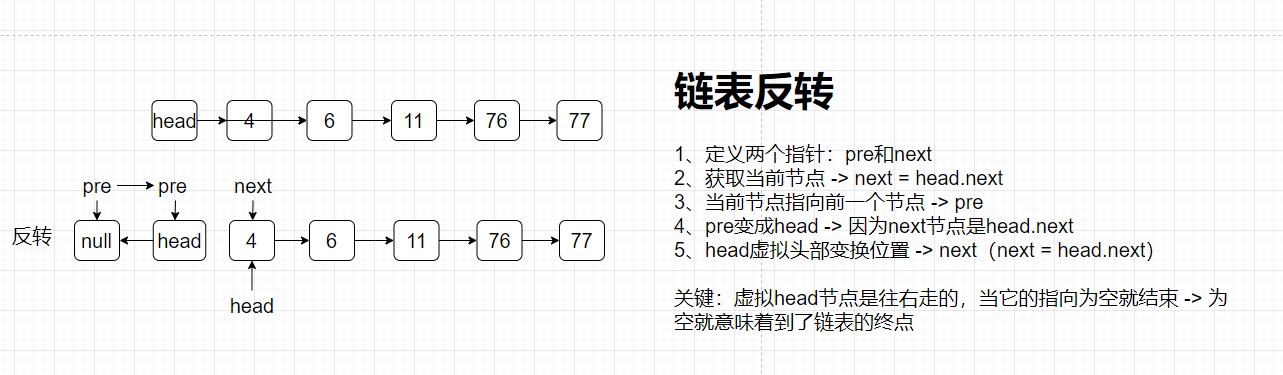 链表反转
head 4 6 11 76 77
1、定义两个指针：pre和next
2、获取当前节点 -> next = head.next
3、当前节点指向前一个节点 -> pre
4、pre变成head -> 因为next节点是head.next
5、head虚拟头部变换位置 -> next（next = head.next）
pre pre next
反转 null head 4 6 11 76 77
head
关键：虚拟head节点是往右走的，当它的指向为空就结束 -> 为
空就意味着到了链表的终点